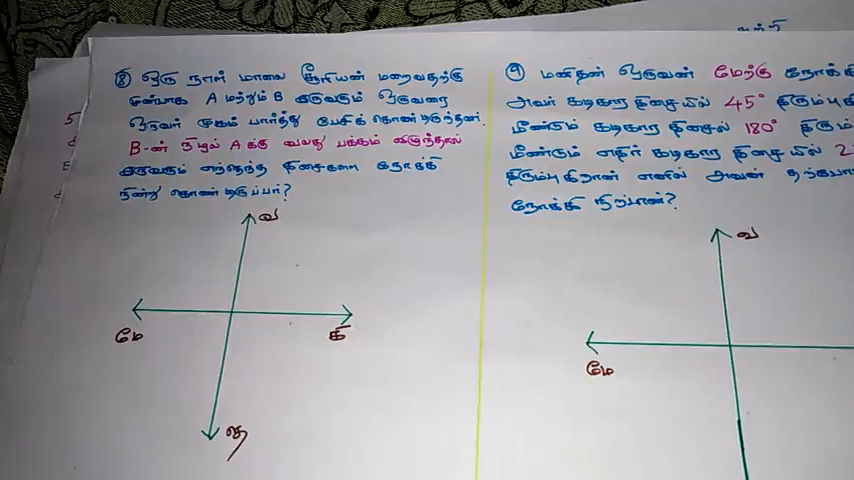 ⑧ ஒரு நாள் மாலை சூரியன் மறைவதற்கு
முன்பாக A மற்றும் B இருவரும் ஒருவரை
ஒருவர் முகம் பார்த்து பேசிக் கொண்டிருந்தனர்.
B-ன் நிழல் A க்கு வலது பக்கம் விழுந்தால்
இருவரும் எந்தெந்த திசைகளை நோக்கி
நின்று கொண்டிருப்பர்?
வ
மே
கி
தெ
⑨ மனிதன் ஒருவன் மேற்கு நோக்கி
அவர் கடிகார திசையில் 45° திரும்பி
மீண்டும் கடிகார திசைல் 180° திரும்
மீண்டும் எதிர் கடிகார திசையில் 2
திரும்புகிறான் எனில் அவன் தற்போ
நோக்கி நிற்பான்?
வ
மே